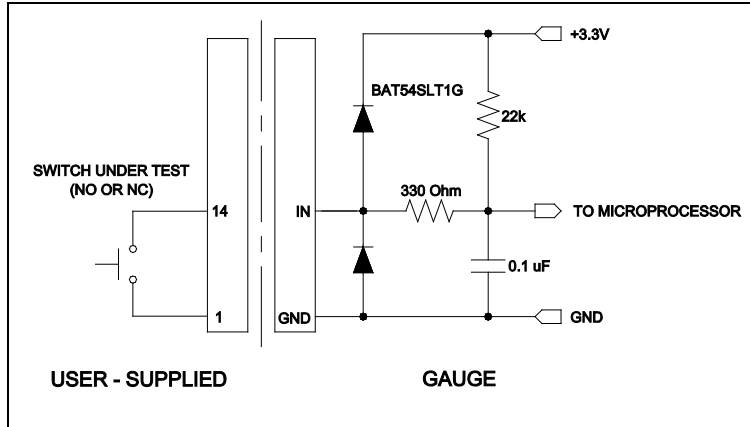 +3.3V
BAT54SLT1G
22k
SWITCH UNDER TEST
(NO OR NC)
330 Ohm
14
IN
TO MICROPROCESSOR
0.1 uF
1
GND
GND
USER - SUPPLIED
GAUGE